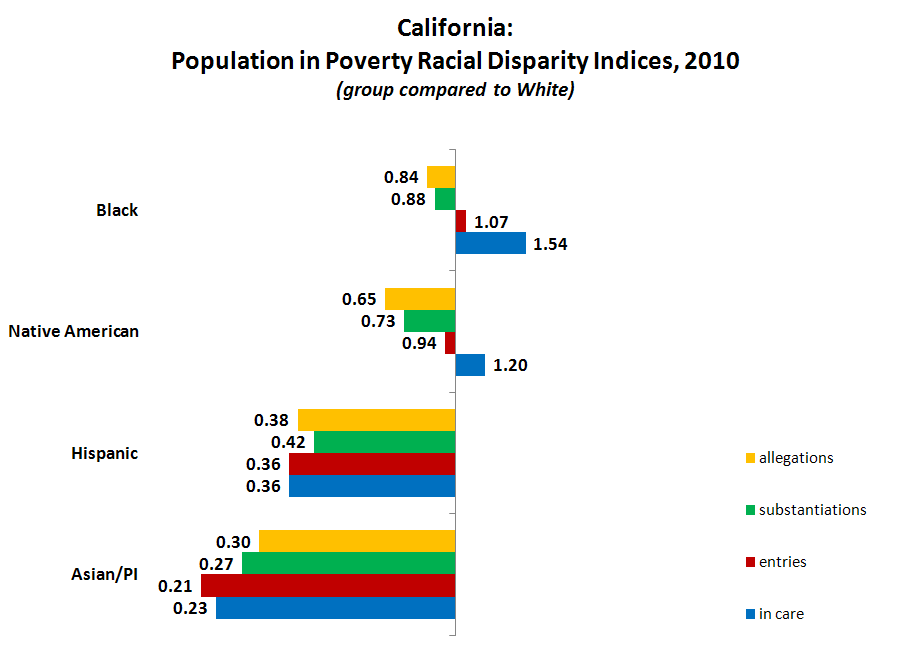 California:
Population in Poverty Racial Disparity Indices, 2010
(group compared to White)
0.84
0.88
Black
1.07
1.54
0.65
0.73
Native American
0.94
1.20
0.38
0.42
Hispanic
0.36
0.36
allegations
substantiations
0.30
0.27
entries
Asian/PI
0.21
0.23
in care